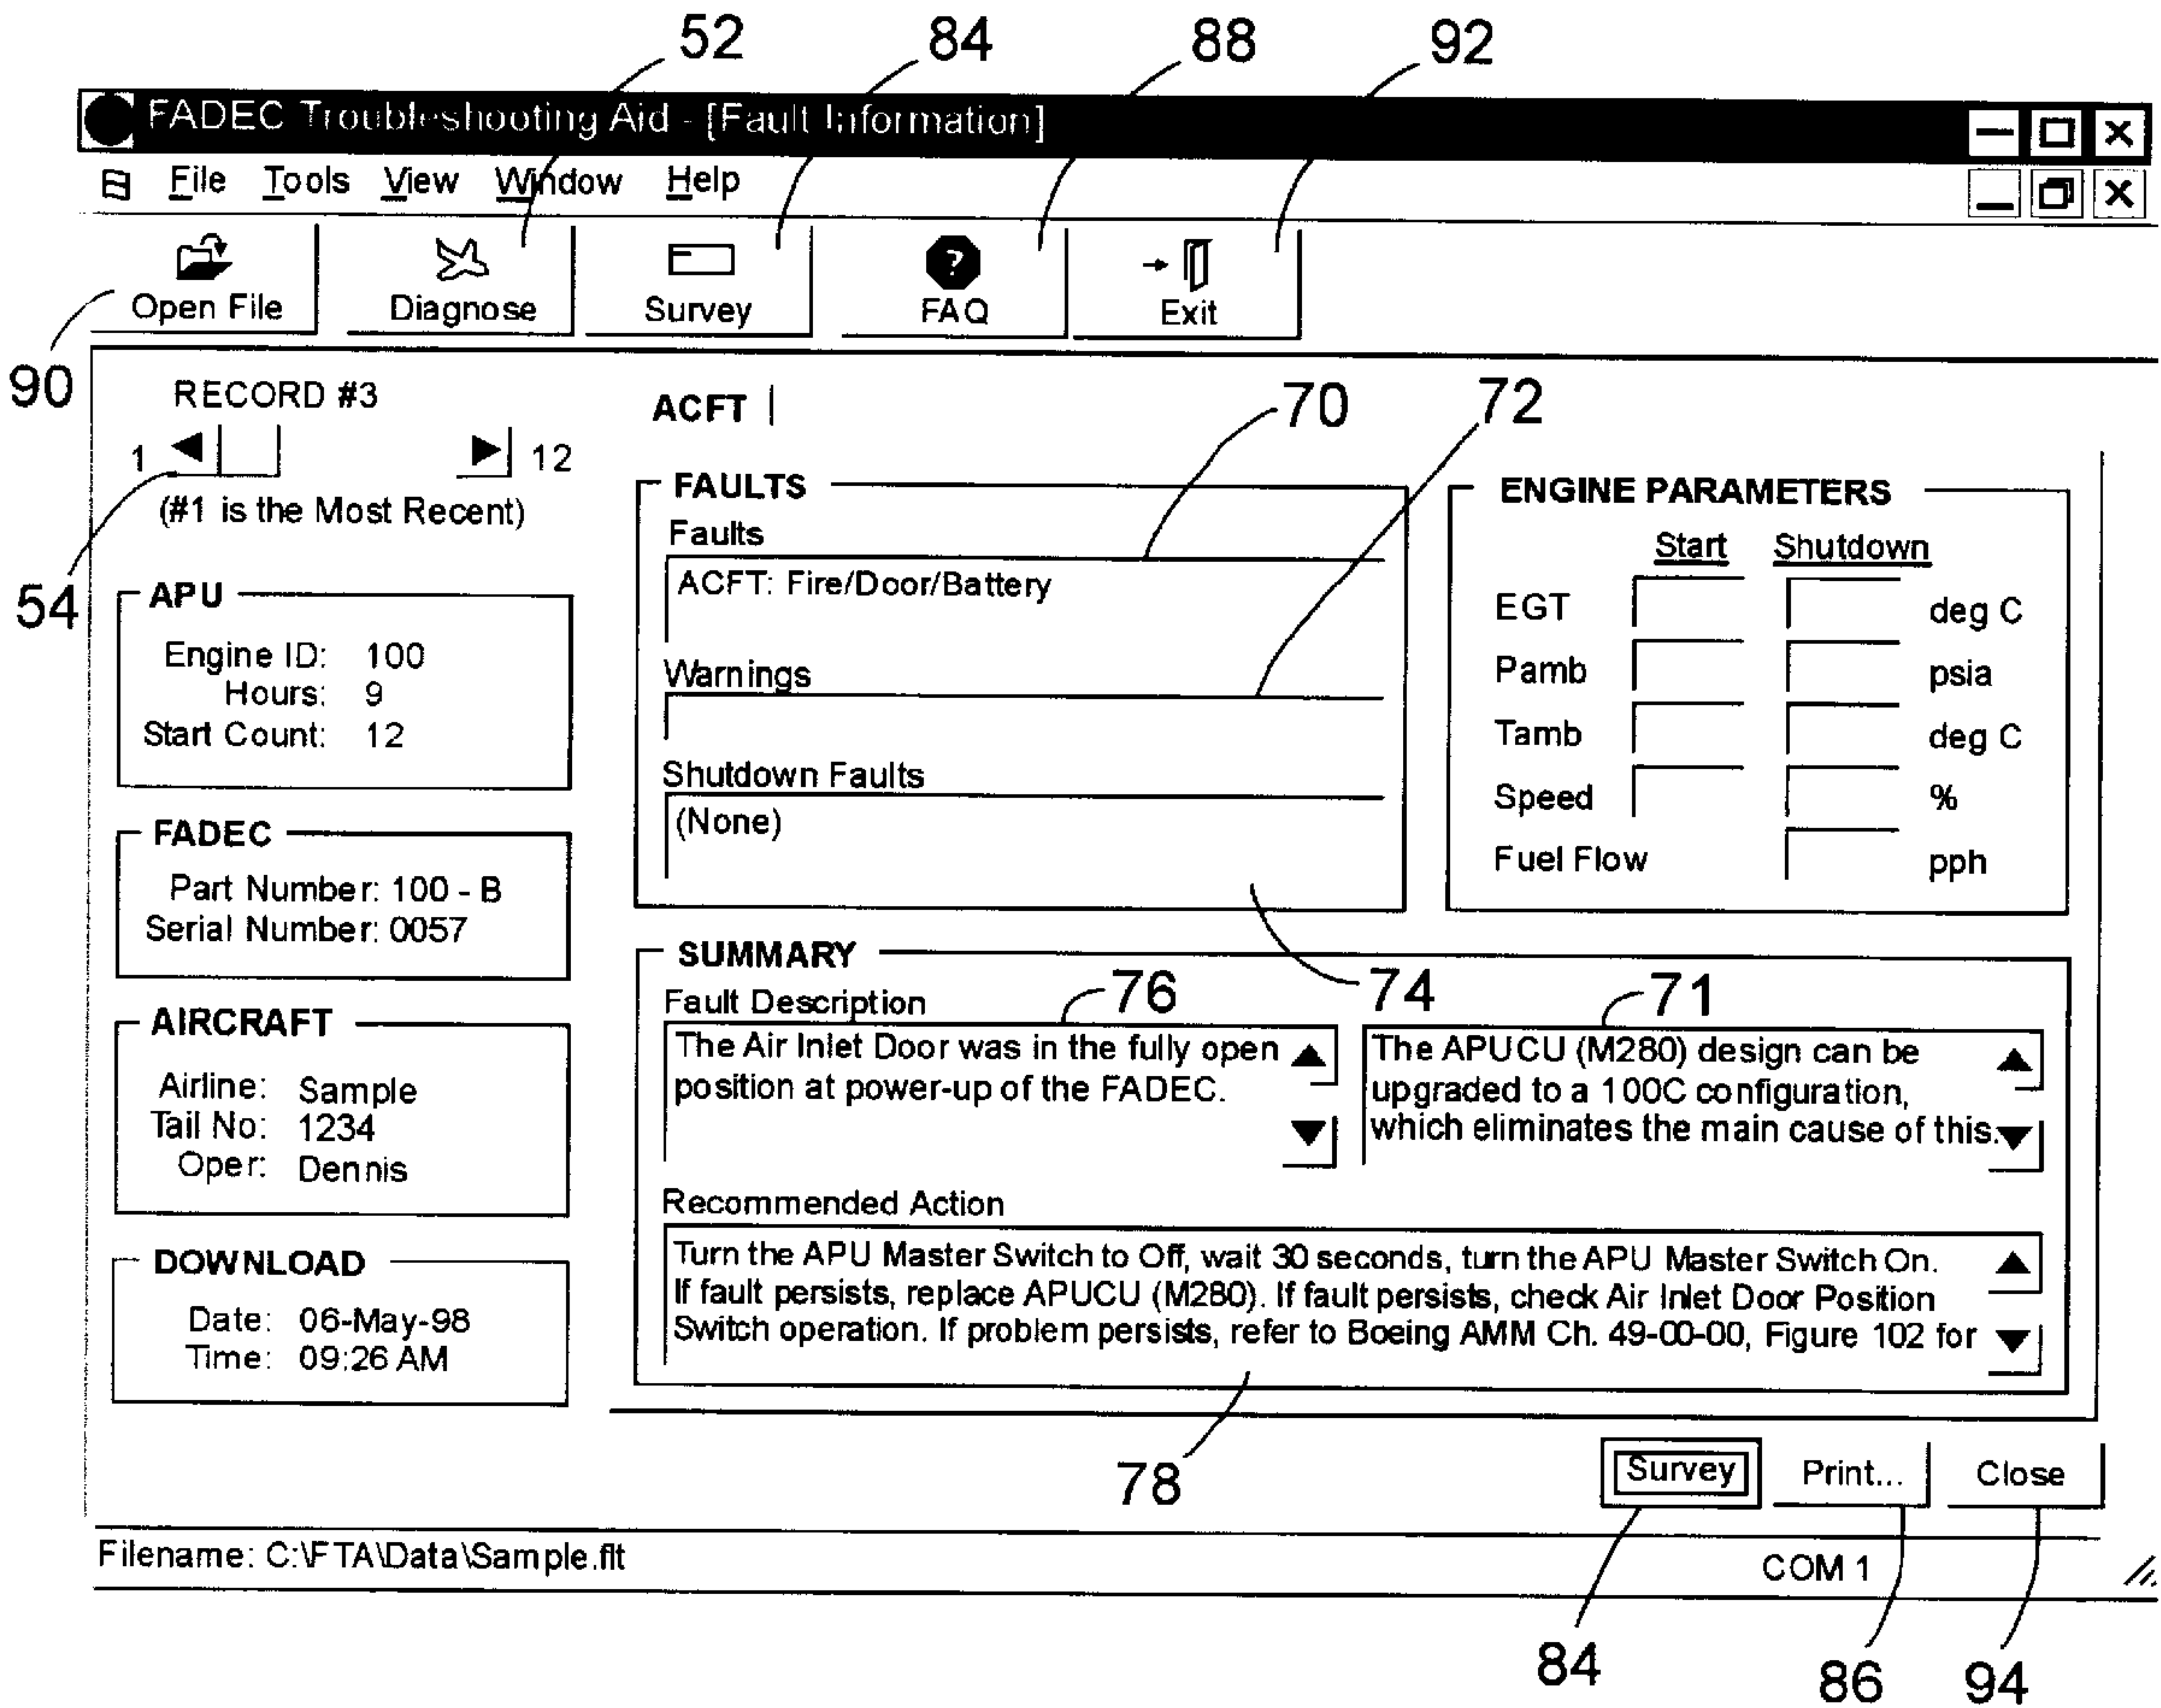 52 84 88 92
FADEC Troubleshooting Aid - [Fault Information]
File Tools View Window Help
Open File Diagnose Survey FAQ Exit
90
RECORD #3
1 12
(#1 is the Most Recent)
54
APU
Engine ID: 100
Hours: 9
Start Count: 12
FADEC
Part Number: 100 - B
Serial Number: 0057
AIRCRAFT
Airline: Sample
Tail No: 1234
Oper: Dennis
DOWNLOAD
Date: 06-May-98
Time: 09:26 AM
ACFT
70 72
FAULTS
Faults
ACFT: Fire/Door/Battery
Warnings
Shutdown Faults
(None)
74
ENGINE PARAMETERS
Start Shutdown
EGT deg C
Pamb psia
Tamb deg C
Speed %
Fuel Flow pph
SUMMARY
Fault Description
76
The Air Inlet Door was in the fully open
position at power-up of the FADEC.
71
The APUCU (M280) design can be
upgraded to a 100C configuration,
which eliminates the main cause of this.
Recommended Action
Turn the APU Master Switch to Off, wait 30 seconds, turn the APU Master Switch On.
If fault persists, replace APUCU (M280). If fault persists, check Air Inlet Door Position
Switch operation. If problem persists, refer to Boeing AMM Ch. 49-00-00, Figure 102 for
78
Survey Print... Close
Filename: C:\FTA\Data\Sample.flt COM 1
84 86 94